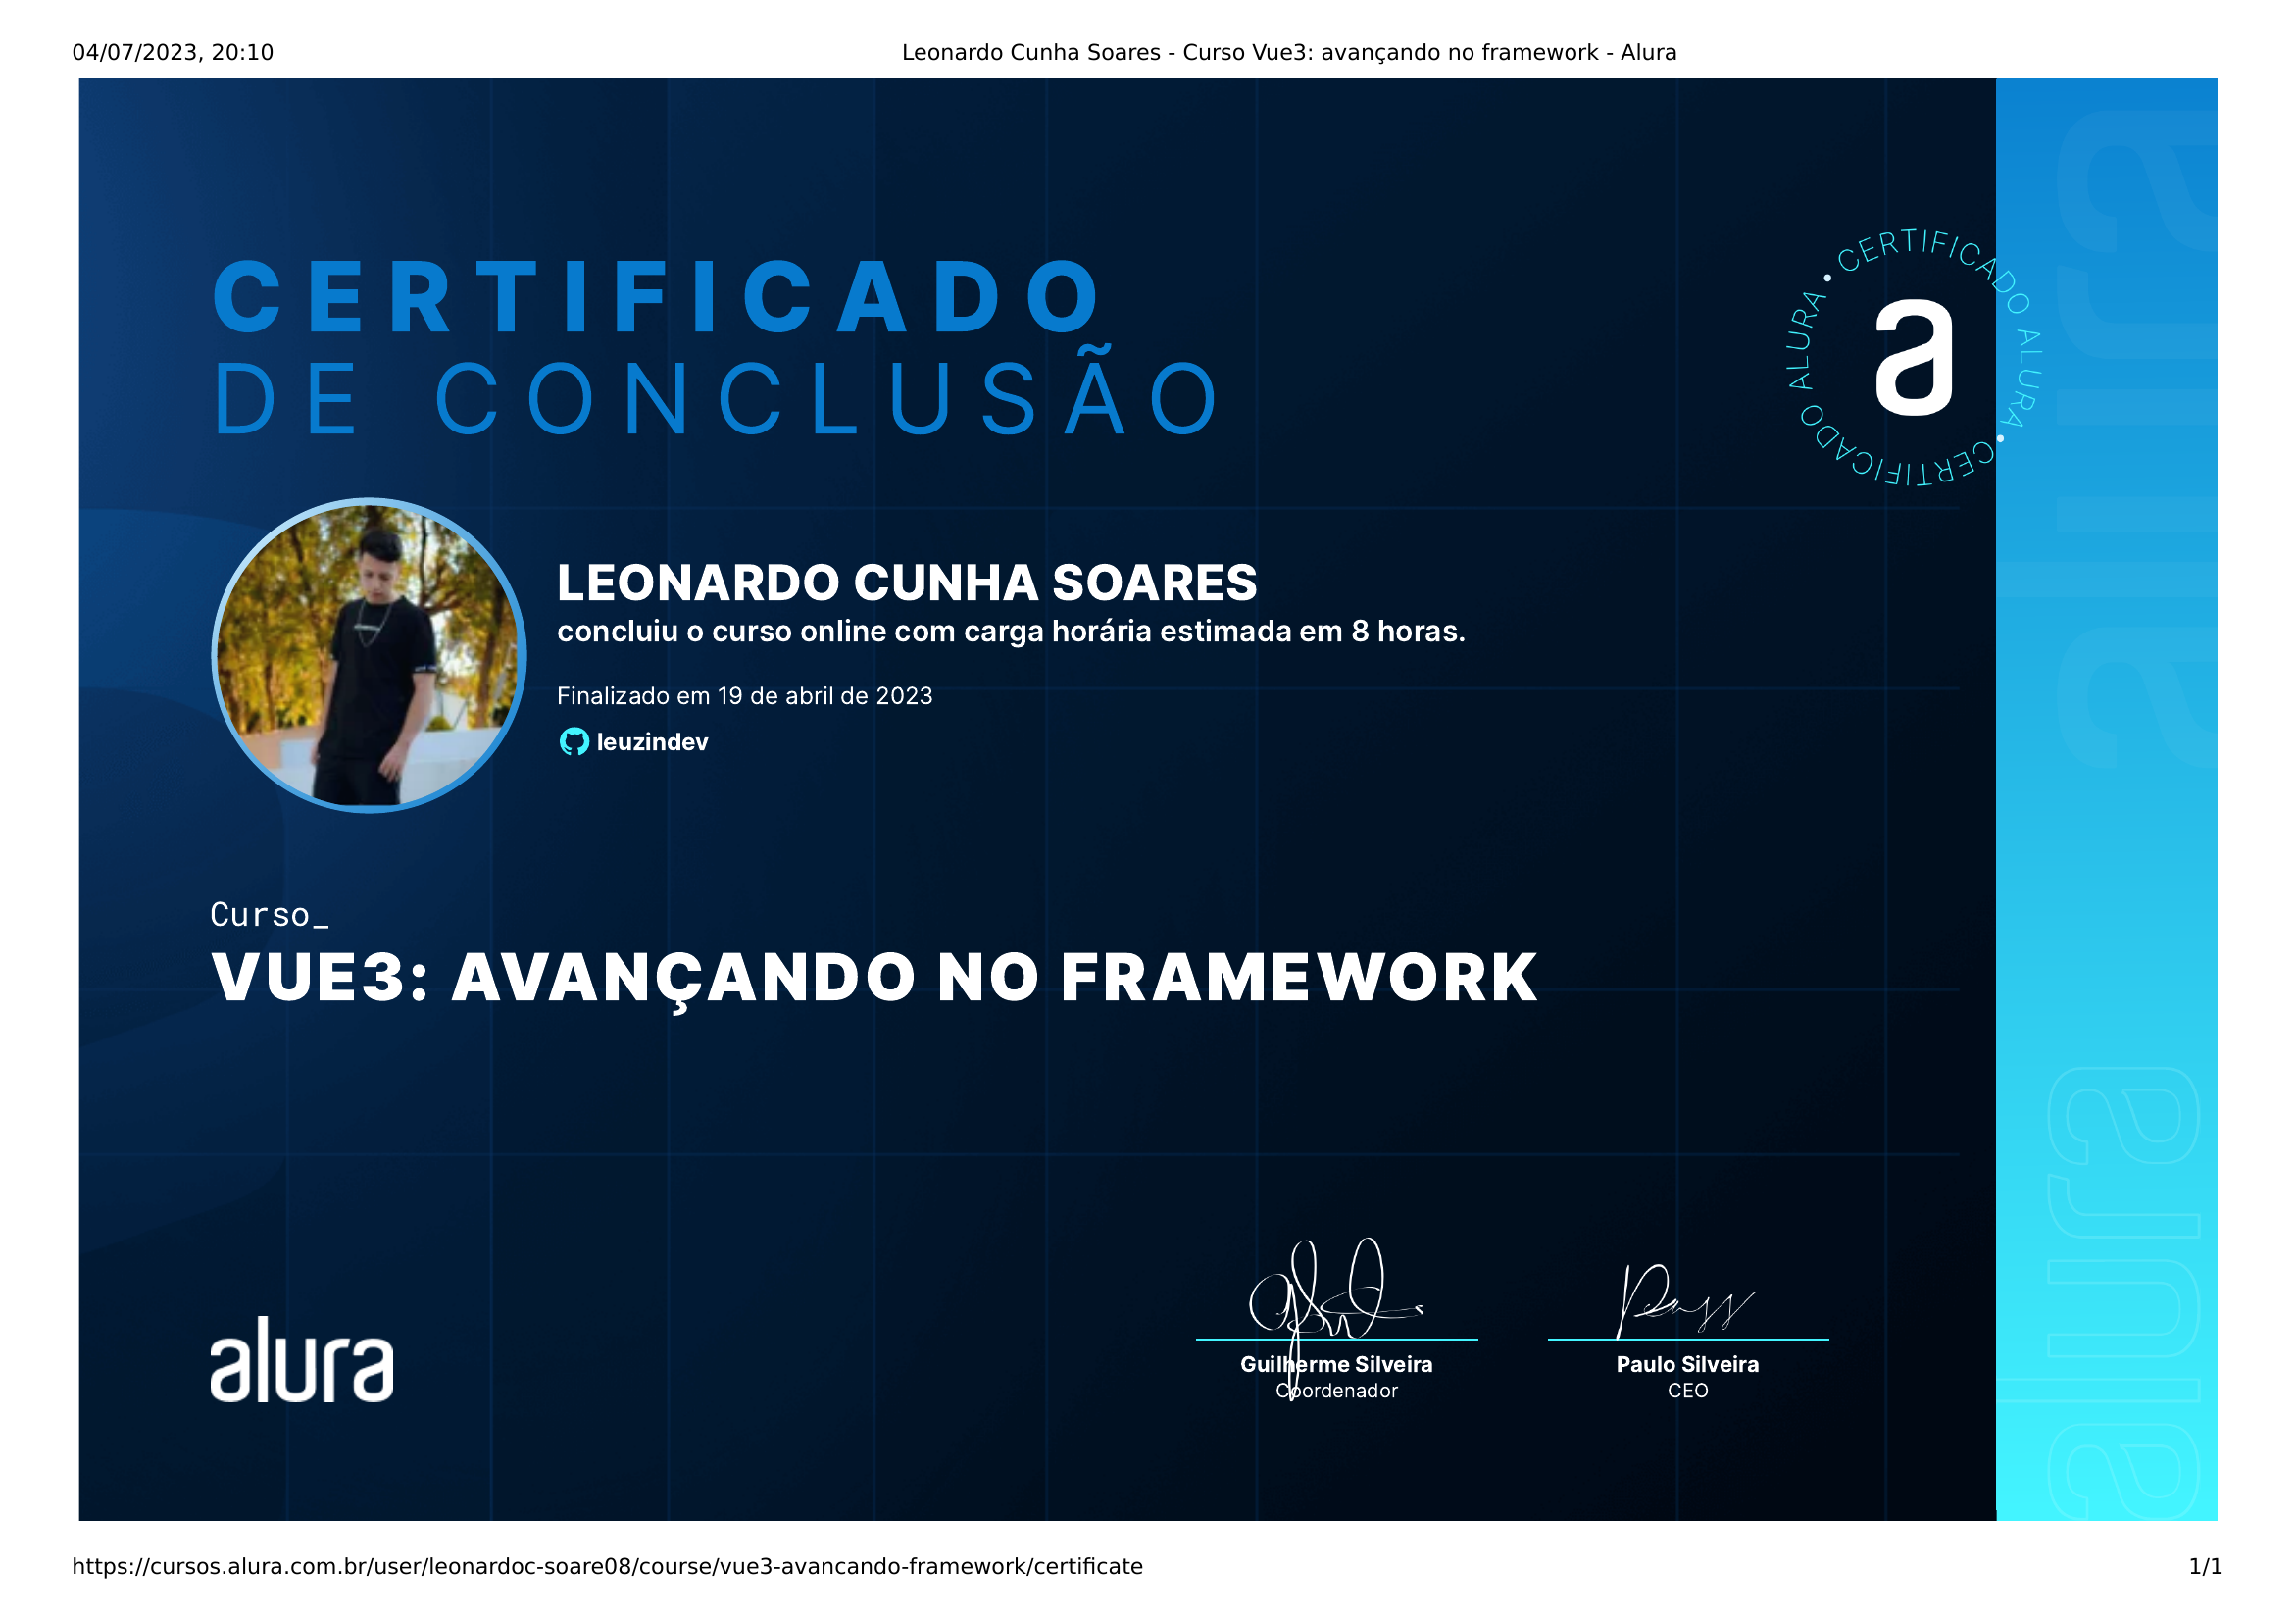 04/07/2023, 20:10
Leonardo Cunha Soares - Curso Vue3: avançando no framework - Alura
CERTIFICADO
DE CONCLUSÃO
• CERTIFICADO ALURA • CERTIFICADO ALURA
a
LEONARDO CUNHA SOARES
concluiu o curso online com carga horária estimada em 8 horas.
Finalizado em 19 de abril de 2023
leuzindev
Curso_
VUE3: AVANÇANDO NO FRAMEWORK
alura
Guilherme Silveira
Coordenador
Paulo Silveira
CEO
alura
alura
https://cursos.alura.com.br/user/leonardoc-soare08/course/vue3-avancando-framework/certificate
1/1